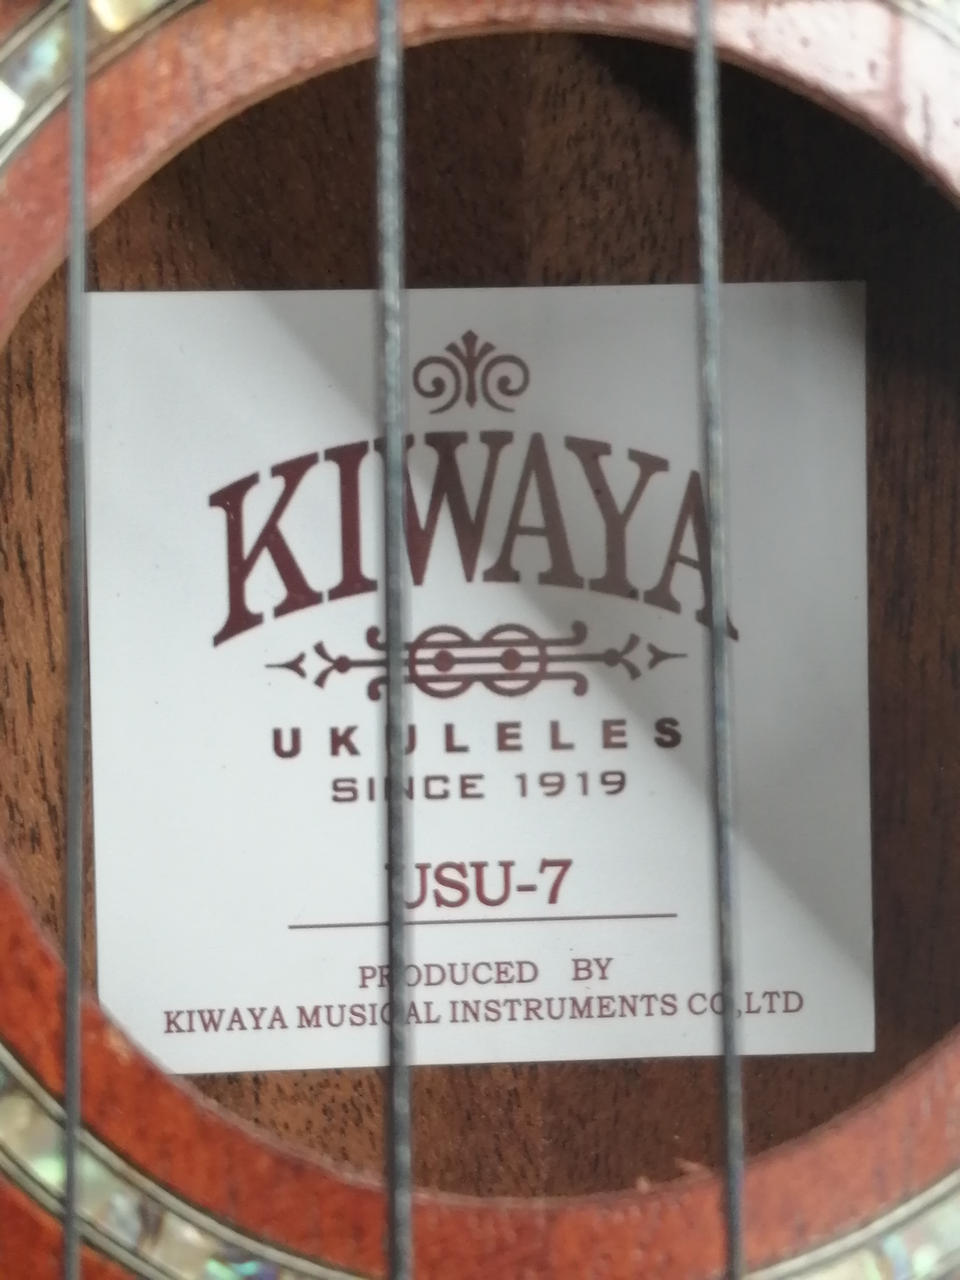 KIWAYA
UKULELES
SINCE 1919
USU-7
PRODUCED BY
KIWAYA MUSICAL INSTRUMENTS CO,LTD